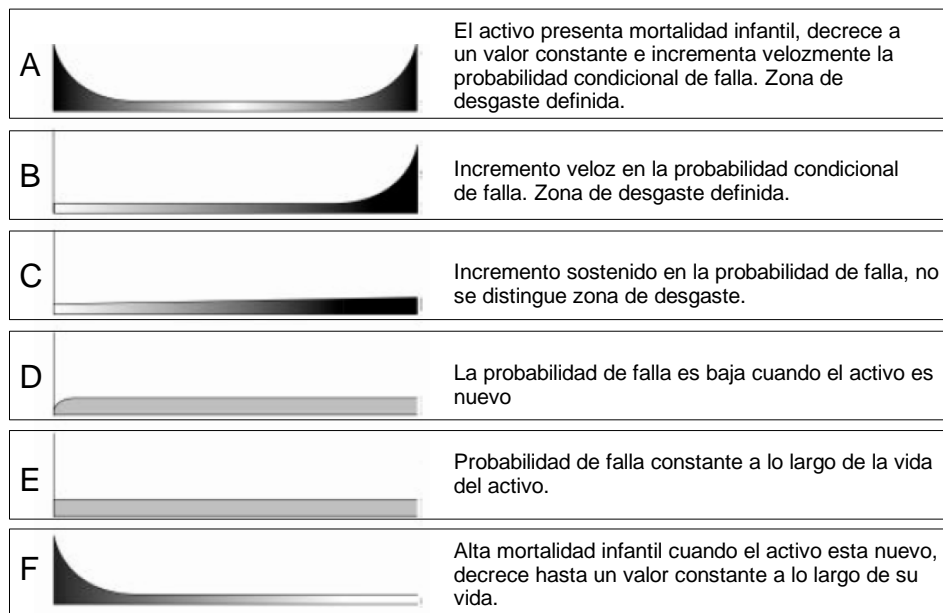 A
El activo presenta mortalidad infantil, decrece a
un valor constante e incrementa velozmente la
probabilidad condicional de falla. Zona de
desgaste definida.
B
Incremento veloz en la probabilidad condicional
de falla. Zona de desgaste definida.
C
Incremento sostenido en la probabilidad de falla, no
se distingue zona de desgaste.
D
La probabilidad de falla es baja cuando el activo es
nuevo
E
Probabilidad de falla constante a lo largo de la vida
del activo.
F
Alta mortalidad infantil cuando el activo esta nuevo,
decrece hasta un valor constante a lo largo de su
vida.